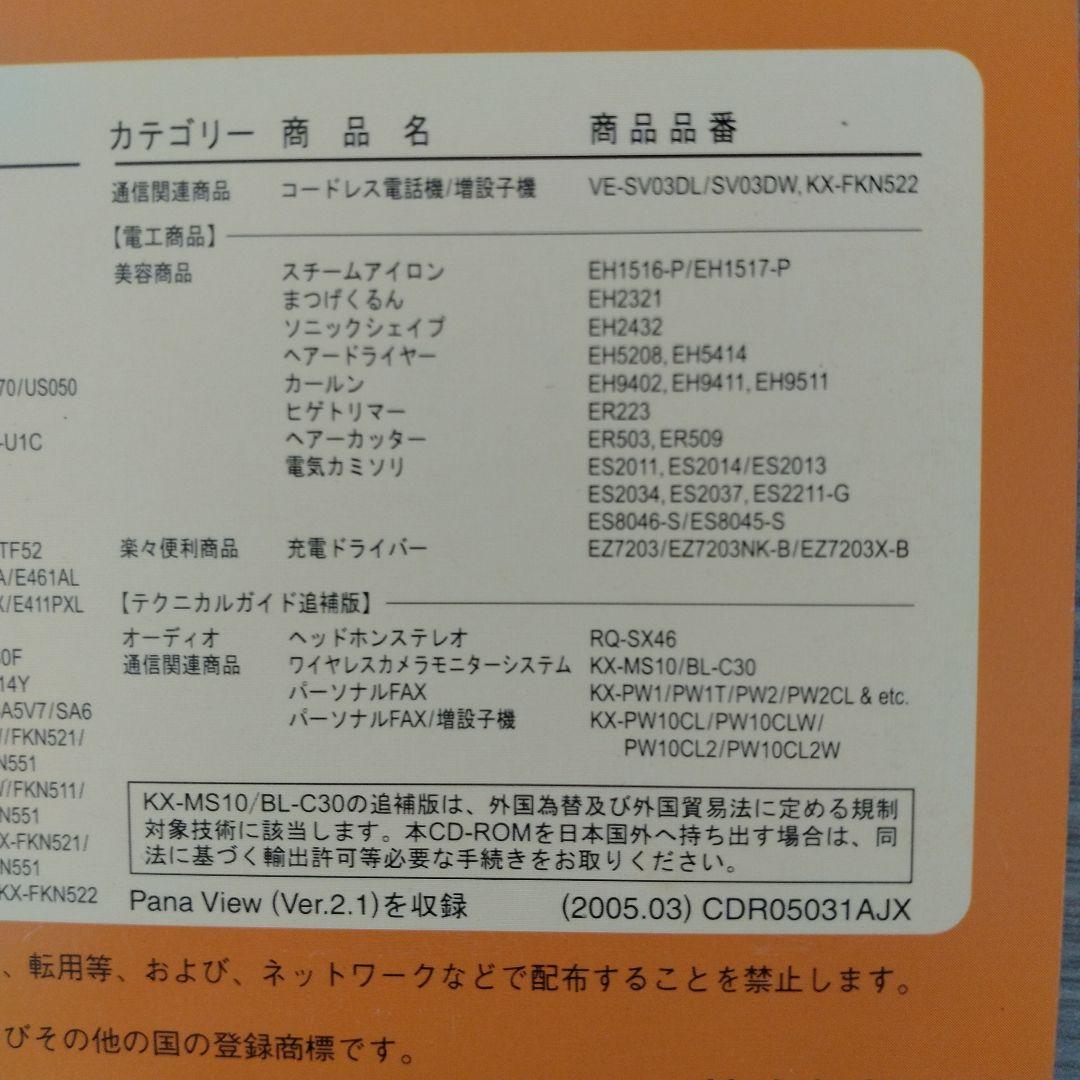 カテゴリー 商品名 商品品番
通信関連商品 コードレス電話機/増設子機 VE-SV03DL/SV03DW, KX-FKN522
【電工商品】
美容商品 スチームアイロン EH1516-P/EH1517-P
まつげくるん EH2321
ソニックシェイプ EH2432
ヘアードライヤー EH5208, EH5414
カールン EH9402, EH9411, EH9511
ヒゲトリマー ER223
ヘアーカッター ER503, ER509
電気カミソリ ES2011, ES2014/ES2013
ES2034, ES2037, ES2211-G
ES8046-S/ES8045-S
楽々便利商品 充電ドライバー EZ7203/EZ7203NK-B/EZ7203X-B
【テクニカルガイド追補版】
オーディオ ヘッドホンステレオ RQ-SX46
通信関連商品 ワイヤレスカメラモニターシステム KX-MS10/BL-C30
パーソナルFAX KX-PW1/PW1T/PW2/PW2CL & etc.
パーソナルFAX/増設子機 KX-PW10CL/PW10CLW/
PW10CL2/PW10CL2W
KX-MS10/BL-C30の追補版は、外国為替及び外国貿易法に定める規制
対象技術に該当します。本CD-ROMを日本国外へ持ち出す場合は、同
法に基づく輸出許可等必要な手続きをお取りください。
Pana View (Ver.2.1)を収録 (2005.03) CDR05031AJX
70/US050
-U1C
TF52
A/E461AL
X/E411PXL
0F
14Y
A5V7/SA6
/FKN521/
N551
/FKN511/
N551
X-FKN521/
N551
KX-FKN522
、転用等、および、ネットワークなどで配布することを禁止します。
びその他の国の登録商標です。